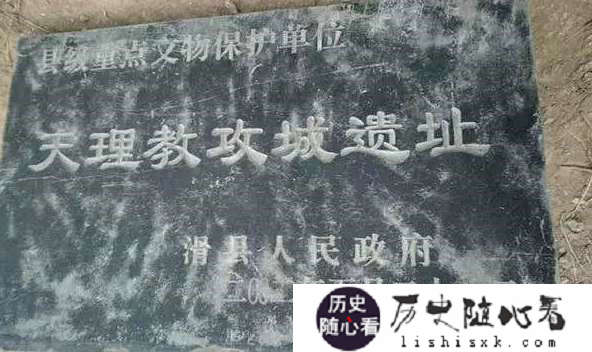 县级重点文物保护单位
天理教攻城遗址
滑县人民政府
历史
随心看
历史随心看
lishisxk.com